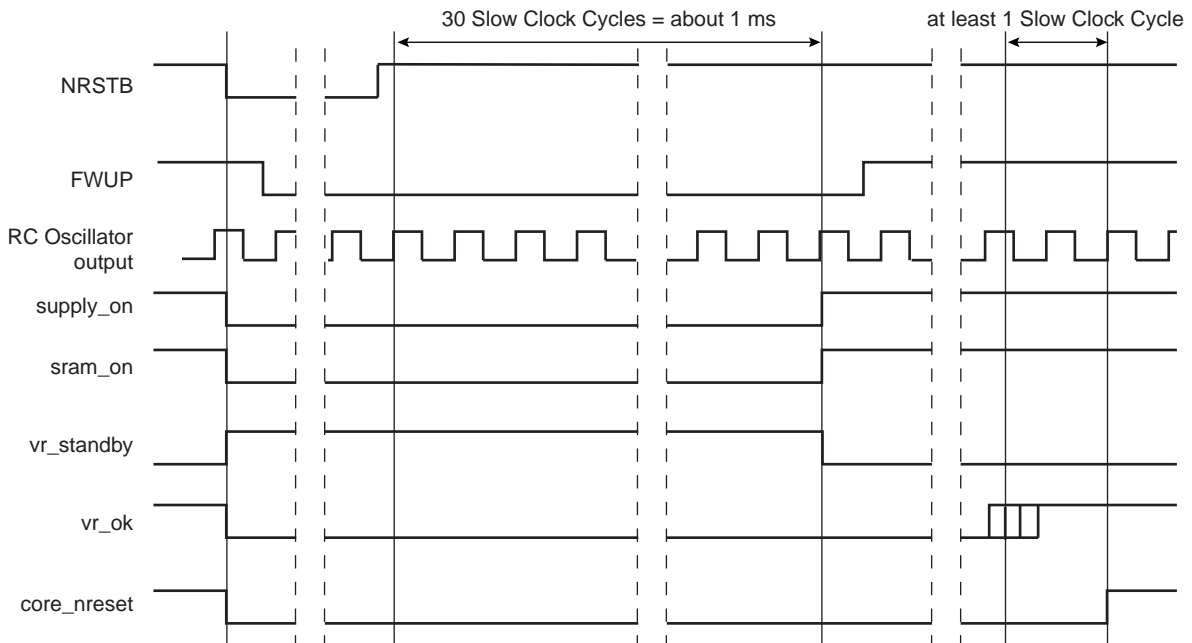 30 Slow Clock Cycles = about 1 ms
at least 1 Slow Clock Cycle
NRSTB
FWUP
RC Oscillator
output
supply_on
sram_on
vr_standby
vr_ok
core_nreset